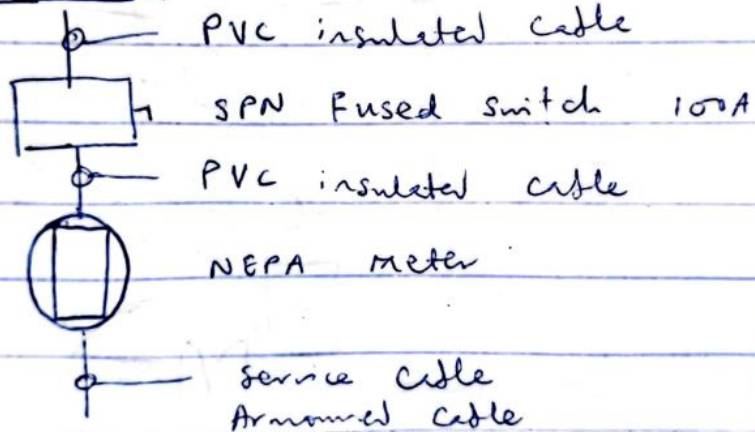 PVC insulated cable
SPN Fused switch 100A
PVC insulated cable
NEPA meter
service cable
Armoured cable